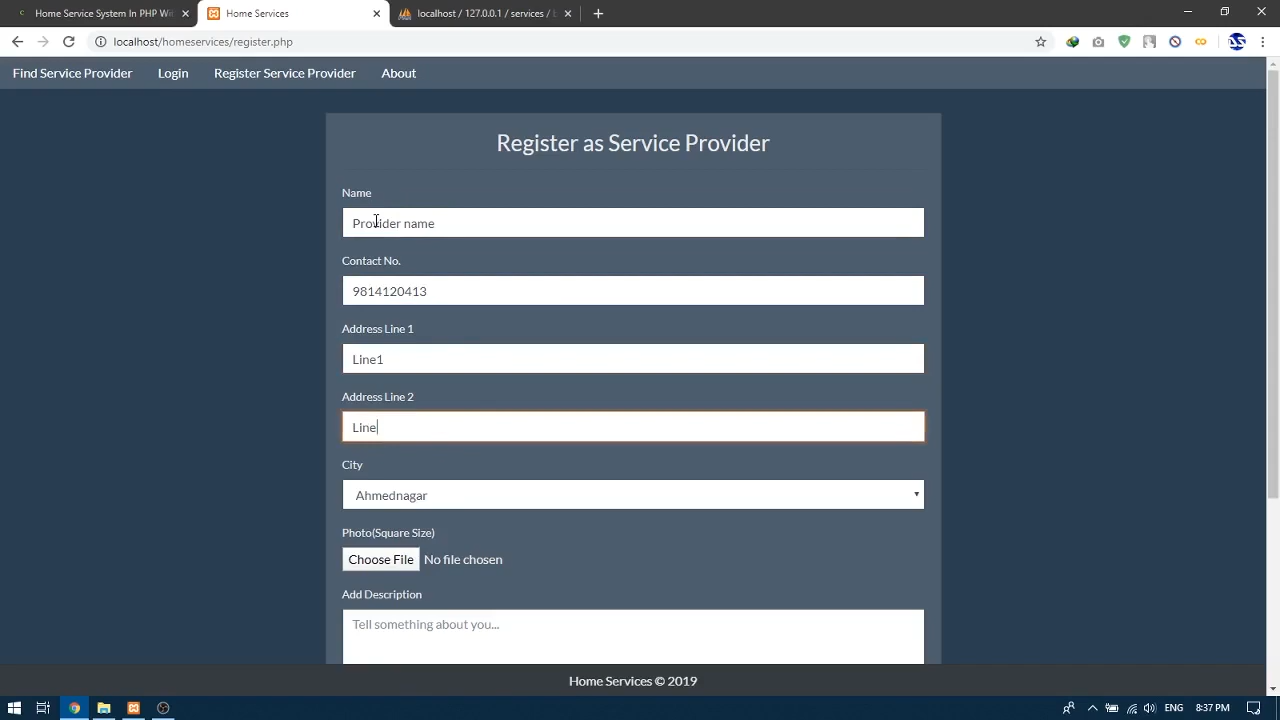 Home Service System In PHP Wit
Home Services
localhost / 127.0.0.1 / services / b
localhost/homeservices/register.php
Find Service Provider
Login
Register Service Provider
About
Register as Service Provider
Name
Provider name
Contact No.
9814120413
Address Line 1
Line1
Address Line 2
Line
City
Ahmednagar
Photo(Square Size)
Choose File No file chosen
Add Description
Tell something about you...
Home Services © 2019
ENG
8:37 PM